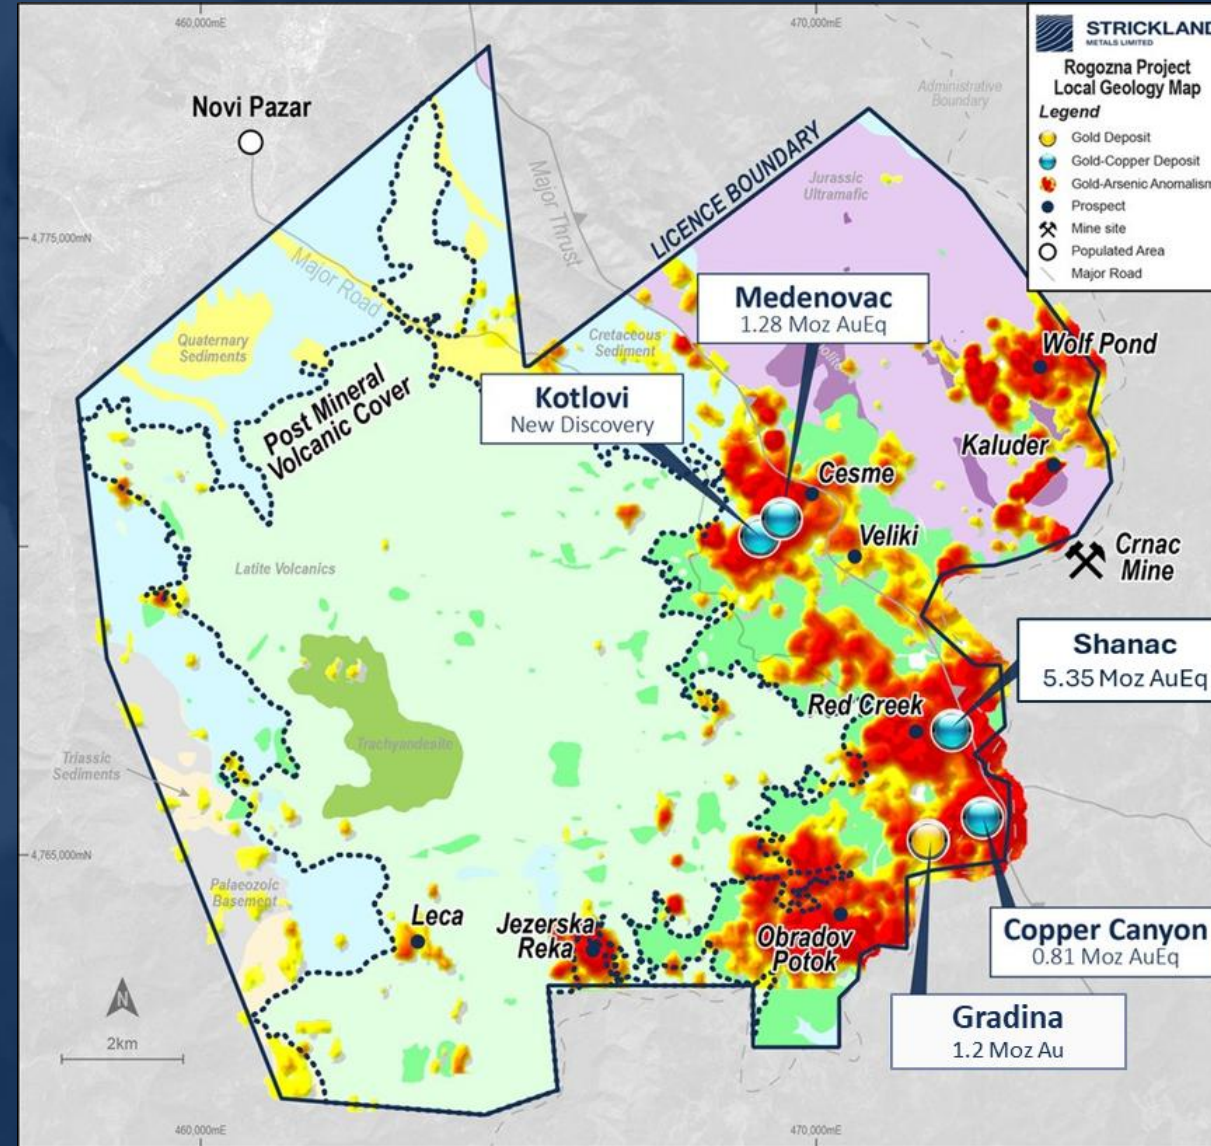 460,000mE
470,000mE
STRICKLAND
METALS LIMITED
Rogozna Project
Local Geology Map
Legend
Gold Deposit
Gold-Copper Deposit
Gold-Arsenic Anomalism
Prospect
Mine site
Populated Area
Major Road
Administrative
Boundary
Novi Pazar
Major Thrust
LICENCE BOUNDARY
Jurassic
Ultramafic
4,775,000mN
Major Road
Medenovac
1.28 Moz AuEq
Quaternary
Sediments
Cretaceous
Sediment
Wolf Pond
Post Mineral
Volcanic Cover
Kotlovi
New Discovery
Kaluder
Cesme
Veliki
Crnac
Mine
Latite Volcanics
Shanac
5.35 Moz AuEq
Red Creek
Trachyandesite
Triassic
Sediments
4,765,000mN
Palaeozoic
Basement
Leca
Jezerska
Reka
Obradov
Potok
Copper Canyon
0.81 Moz AuEq
Gradina
1.2 Moz Au
N
2km
460,000mE
470,000mE